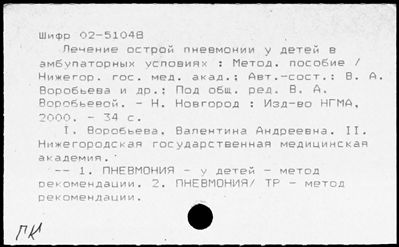 Шифр 02-51048
Лечение острой пневмонии у детей в
амбулаторных условиях : Метод. пособие /
Нижегор. гос. мед. акад.; Авт.-сост.: В. А.
Воробьева и др.; Под общ. ред. В. А.
Воробьевой. - Н. Новгород : Изд-во НГМА,
2000. - 34 с.
I. Воробьева, Валентина Андреевна. II.
Нижегородская государственная медицинская
академия.
-- 1. ПНЕВМОНИЯ - у детей - метод
рекомендации. 2. ПНЕВМОНИЯ/ ТР - метод
рекомендации.
ПК1